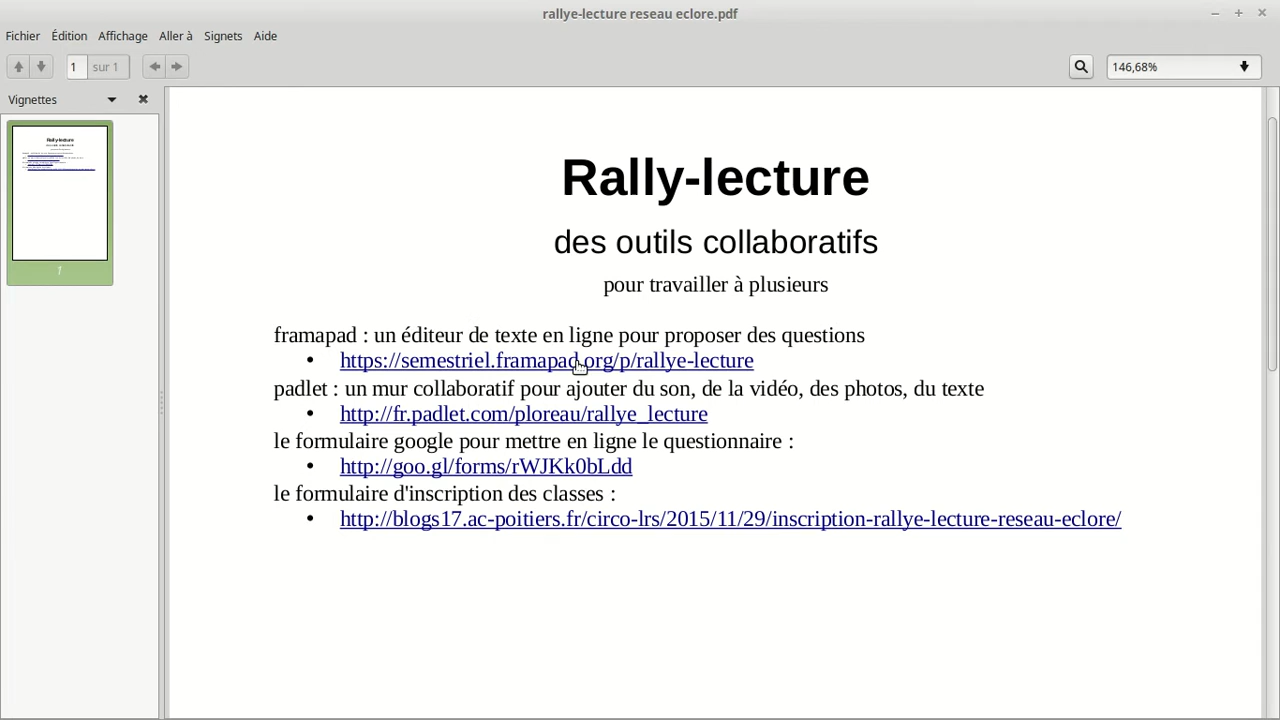 rallye-lecture reseau eclore.pdf
Fichier Édition Affichage Aller à Signets Aide
1 sur 1 146,68%
Vignettes
1
Rally-lecture
des outils collaboratifs
pour travailler à plusieurs
framapad : un éditeur de texte en ligne pour proposer des questions
• https://semestriel.framapad.org/p/rallye-lecture
padlet : un mur collaboratif pour ajouter du son, de la vidéo, des photos, du texte
• http://fr.padlet.com/ploreau/rallye_lecture
le formulaire google pour mettre en ligne le questionnaire :
• http://goo.gl/forms/rWJKk0bLdd
le formulaire d'inscription des classes :
• http://blogs17.ac-poitiers.fr/circo-lrs/2015/11/29/inscription-rallye-lecture-reseau-eclore/